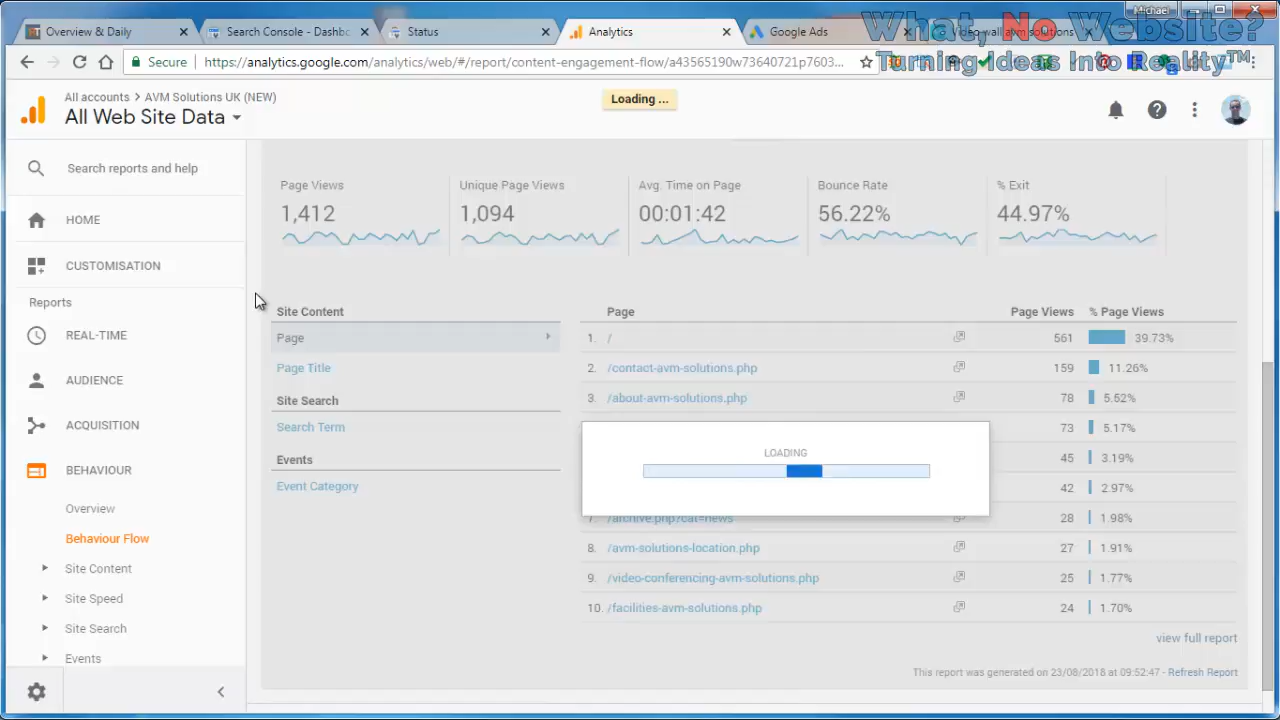 Michael
Overview & Daily
Search Console - Dashbo
Status
Analytics
Google Ads
Video wall avm solutions
What, No Website?
Turning Ideas Into Reality™
Secure
https://analytics.google.com/analytics/web/#/report/content-engagement-flow/a43565190w73640721p7603...
All accounts > AVM Solutions UK (NEW)
All Web Site Data
Loading ...
Search reports and help
HOME
CUSTOMISATION
Reports
REAL-TIME
AUDIENCE
ACQUISITION
BEHAVIOUR
Overview
Behaviour Flow
Site Content
Site Speed
Site Search
Events
Page Views
1,412
Unique Page Views
1,094
Avg. Time on Page
00:01:42
Bounce Rate
56.22%
% Exit
44.97%
Site Content
Page
Page Title
Site Search
Search Term
Events
Event Category
Page Page Views % Page Views
1. / 561 39.73%
2. /contact-avm-solutions.php 159 11.26%
3. /about-avm-solutions.php 78 5.52%
73 5.17%
45 3.19%
42 2.97%
LOADING
7. /archive.php?cat=news 28 1.98%
8. /avm-solutions-location.php 27 1.91%
9. /video-conferencing-avm-solutions.php 25 1.77%
10. /facilities-avm-solutions.php 24 1.70%
view full report
This report was generated on 23/08/2018 at 09:52:47 - Refresh Report